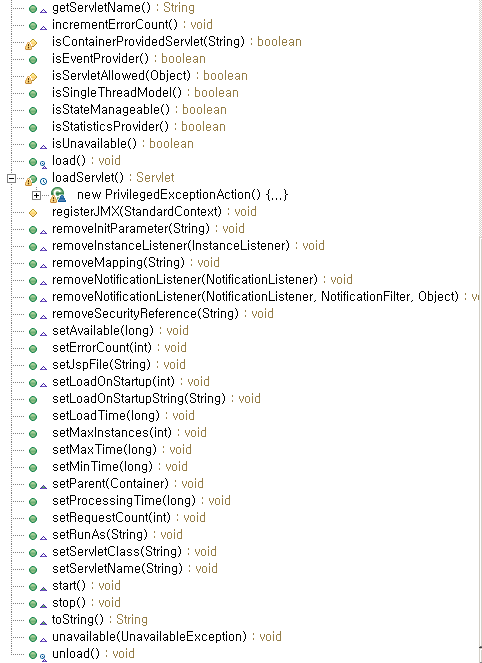 getServletName() : String
incrementErrorCount() : void
isContainerProvidedServlet(String) : boolean
isEventProvider() : boolean
isServletAllowed(Object) : boolean
isSingleThreadModel() : boolean
isStateManageable() : boolean
isStatisticsProvider() : boolean
isUnavailable() : boolean
load() : void
loadServlet() : Servlet
new PrivilegedExceptionAction() {...}
registerJMX(StandardContext) : void
removeInitParameter(String) : void
removeInstanceListener(InstanceListener) : void
removeMapping(String) : void
removeNotificationListener(NotificationListener) : void
removeNotificationListener(NotificationListener, NotificationFilter, Object) : v
removeSecurityReference(String) : void
setAvailable(long) : void
setErrorCount(int) : void
setJspFile(String) : void
setLoadOnStartup(int) : void
setLoadOnStartupString(String) : void
setLoadTime(long) : void
setMaxInstances(int) : void
setMaxTime(long) : void
setMinTime(long) : void
setParent(Container) : void
setProcessingTime(long) : void
setRequestCount(int) : void
setRunAs(String) : void
setServletClass(String) : void
setServletName(String) : void
start() : void
stop() : void
toString() : String
unavailable(UnavailableException) : void
unload() : void